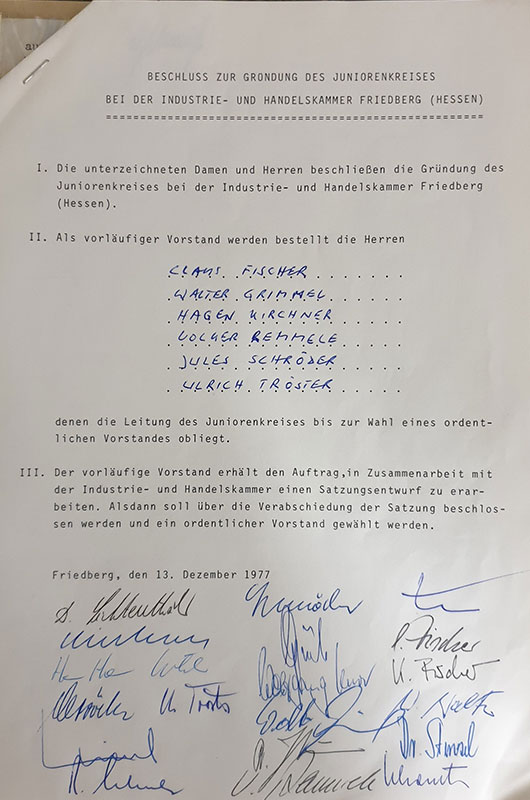 au
BESCHLUSS ZUR GRÜNDUNG DES JUNIORENKREISES
BEI DER INDUSTRIE- UND HANDELSKAMMER FRIEDBERG (HESSEN)
I. Die unterzeichneten Damen und Herren beschließen die Gründung des
Juniorenkreises bei der Industrie- und Handelskammer Friedberg
(Hessen).
II. Als vorläufiger Vorstand werden bestellt die Herren
CLAUS FISCHER
WALTER GRIMMEL
HAGEN KIRCHNER
VOLKER REMMELE
JULES SCHRÖDER
ULRICH TRÖSTER
denen die Leitung des Juniorenkreises bis zur Wahl eines ordent-
lichen Vorstandes obliegt.
III. Der vorläufige Vorstand erhält den Auftrag,in Zusammenarbeit mit
der Industrie- und Handelskammer einen Satzungsentwurf zu erar-
beiten. Alsdann soll über die Verabschiedung der Satzung beschlos-
sen werden und ein ordentlicher Vorstand gewählt werden.
Friedberg, den 13. Dezember 1977
Fischer
K. Fischer